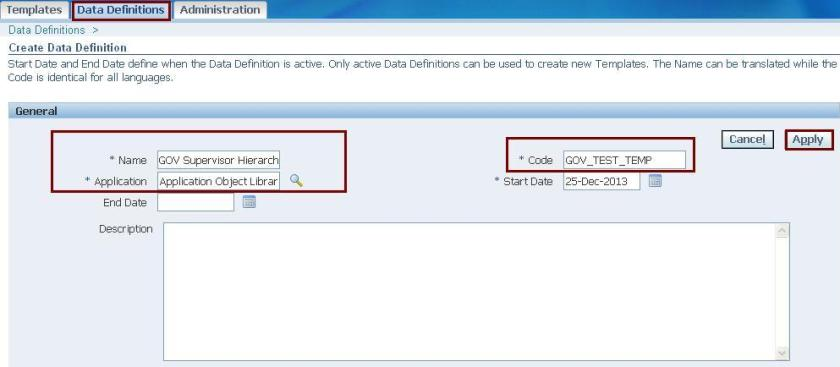 Templates Data Definitions Administration
Data Definitions >
Create Data Definition
Start Date and End Date define when the Data Definition is active. Only active Data Definitions can be used to create new Templates. The Name can be translated while the
Code is identical for all languages.
General
Cancel Apply
* Name GOV Supervisor Hierarch * Code GOV_TEST_TEMP
* Application Application Object Librar * Start Date 25-Dec-2013
End Date
Description